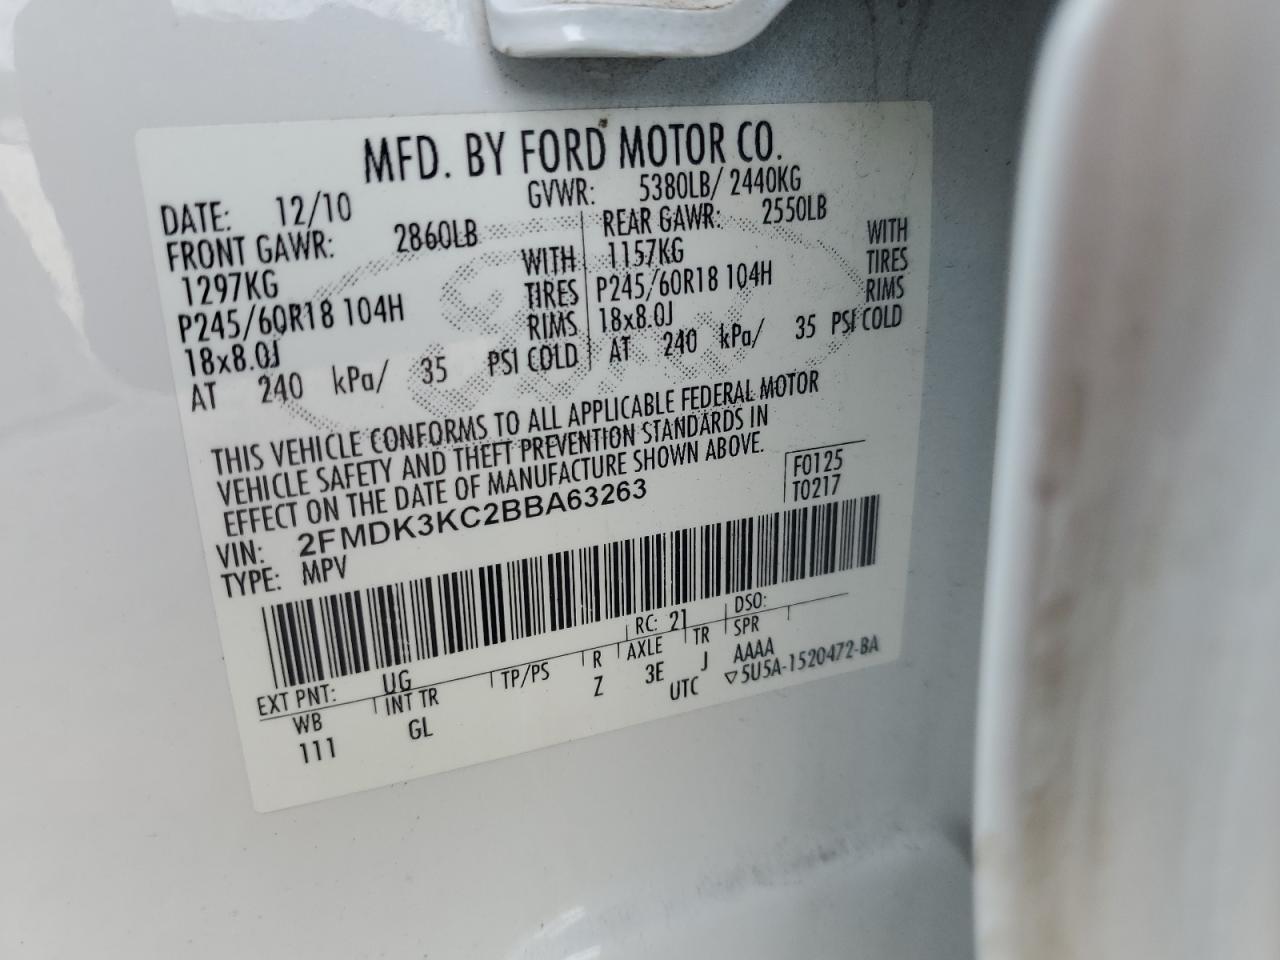 MFD. BY FORD MOTOR CO.
DATE: 12/10 GVWR: 5380LB/ 2440KG
FRONT GAWR: 2860LB REAR GAWR: 2550LB
1297KG WITH 1157KG WITH
P245/60R18 104H TIRES P245/60R18 104H TIRES
18x8.0J RIMS 18x8.0J RIMS
AT 240 kPa/ 35 PSI COLD AT 240 kPa/ 35 PSI COLD
THIS VEHICLE CONFORMS TO ALL APPLICABLE FEDERAL MOTOR
VEHICLE SAFETY AND THEFT PREVENTION STANDARDS IN
EFFECT ON THE DATE OF MANUFACTURE SHOWN ABOVE.
F0125
VIN: 2FMDK3KC2BBA63263 T0217
TYPE: MPV
EXT PNT: UG RC: 21 DSO:
WB INT TR TP/PS R AXLE TR SPR
111 GL Z 3E J AAAA
UTC ▽5U5A-1520472-BA